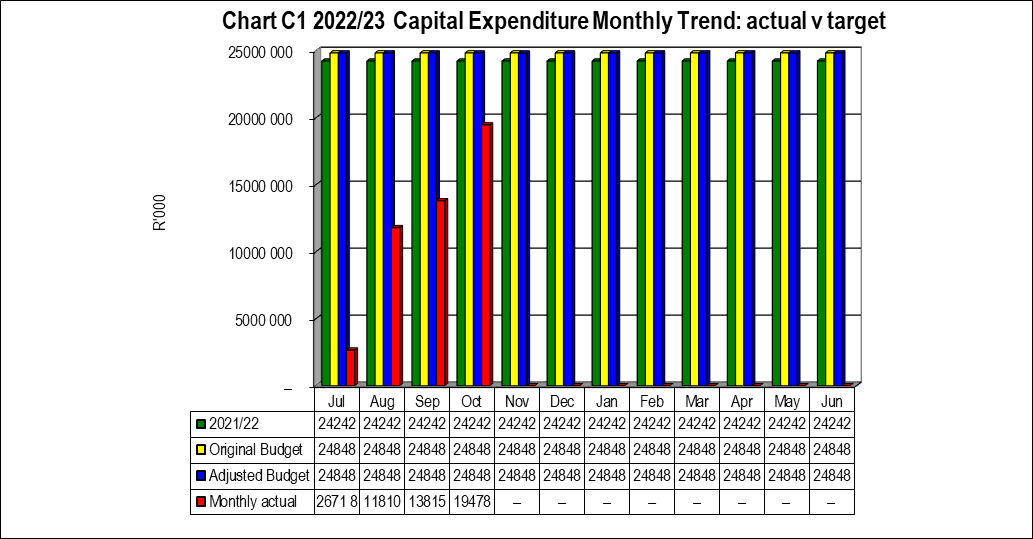 Chart C1 2022/23 Capital Expenditure Monthly Trend: actual v target
25000 000
20000 000
15000 000
10000 000
5000 000
–
R'000
Jul Aug Sep Oct Nov Dec Jan Feb Mar Apr May Jun
2021/22 24242 24242 24242 24242 24242 24242 24242 24242 24242 24242 24242 24242
Original Budget 24848 24848 24848 24848 24848 24848 24848 24848 24848 24848 24848 24848
Adjusted Budget 24848 24848 24848 24848 24848 24848 24848 24848 24848 24848 24848 24848
Monthly actual 2671 8 11810 13815 19478 – – – – – – – –